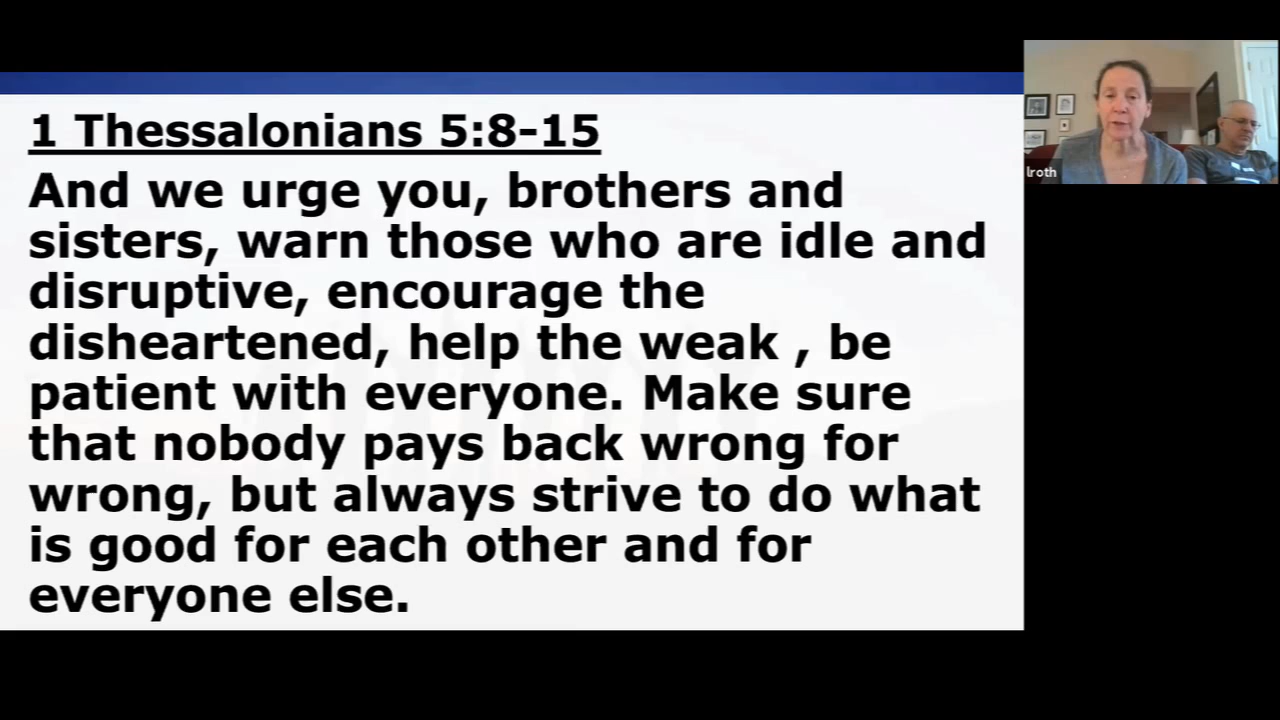 1 Thessalonians 5:8-15
And we urge you, brothers and
sisters, warn those who are idle and
disruptive, encourage the
disheartened, help the weak , be
patient with everyone. Make sure
that nobody pays back wrong for
wrong, but always strive to do what
is good for each other and for
everyone else.
lroth